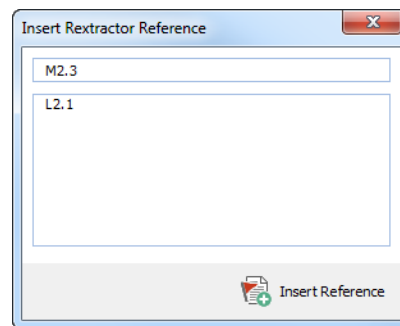 Insert Rextractor Reference
M2.3
L2.1
Insert Reference